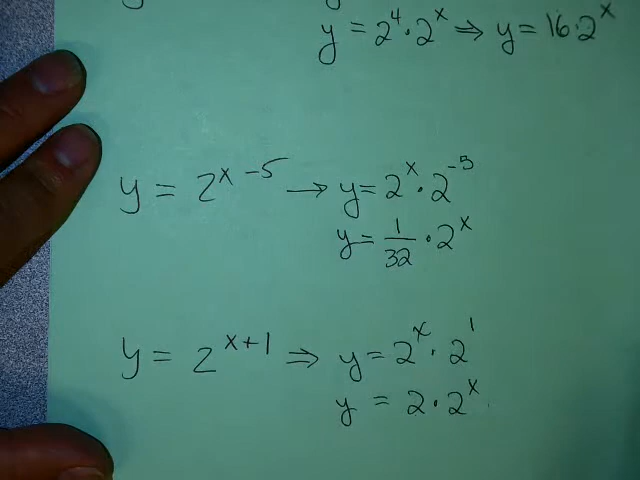 y = 2⁴ · 2ˣ ⇒ y = 16 · 2ˣ
y = 2ˣ⁻⁵ → y = 2ˣ · 2⁻⁵
y = 1/32 · 2ˣ
y = 2ˣ⁺¹ ⇒ y = 2ˣ · 2¹
y = 2 · 2ˣ